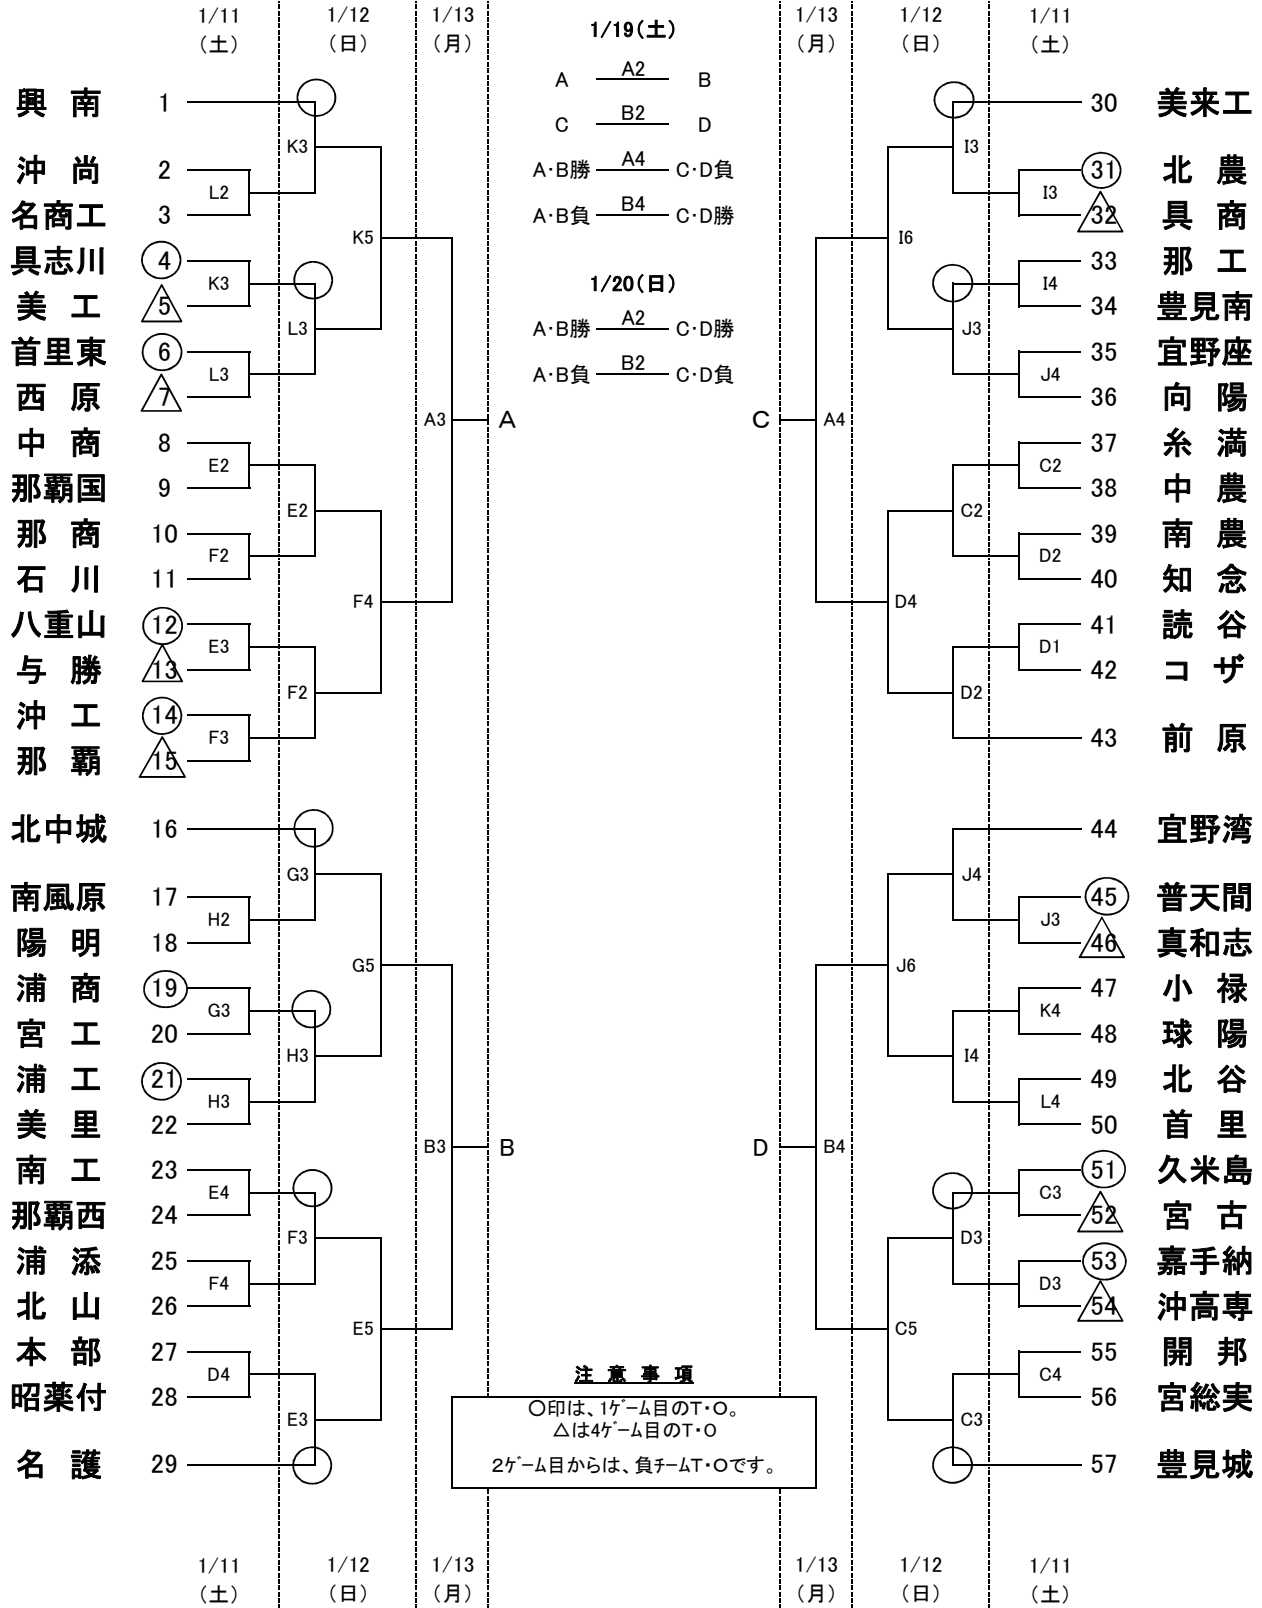 1/11 1/12 1/13 1/13 1/12 1/11
(土) (日) (月) (月) (日) (土)
1/19(土)
A A2 B
C B2 D
A・B勝 A4 C・D負
A・B負 B4 C・D勝
1/20(日)
A・B勝 A2 C・D勝
A・B負 B2 C・D負
興 南 1
沖 尚 2
名商工 3
具志川 4
美 工 5
首里東 6
西 原 7
中 商 8
那覇国 9
那 商 10
石 川 11
八重山 12
与 勝 13
沖 工 14
那 覇 15
北中城 16
南風原 17
陽 明 18
浦 商 19
宮 工 20
浦 工 21
美 里 22
南 工 23
那覇西 24
浦 添 25
北 山 26
本 部 27
昭薬付 28
名 護 29
L2
K3
L3
E2
F2
E3
F3
H2
G3
H3
E4
F4
D4
K3
L3
E2
F2
G3
H3
F3
E3
K5
F4
G5
E5
A3
B3
A
B
C
D
A4
B4
I6
D4
J6
C5
I3
J3
C2
D2
J4
I4
D3
C3
I3
I4
J4
C2
D2
D1
J3
K4
L4
C3
D3
C4
30 美来工
31 北 農
32 具 商
33 那 工
34 豊見南
35 宜野座
36 向 陽
37 糸 満
38 中 農
39 南 農
40 知 念
41 読 谷
42 コ ザ
43 前 原
44 宜野湾
45 普天間
46 真和志
47 小 禄
48 球 陽
49 北 谷
50 首 里
51 久米島
52 宮 古
53 嘉手納
54 沖高専
55 開 邦
56 宮総実
57 豊見城
注 意 事 項
○印は、1ゲーム目のT・O。
△は4ゲーム目のT・O
2ゲーム目からは、負チームT・Oです。
1/11 1/12 1/13 1/13 1/12 1/11
(土) (日) (月) (月) (日) (土)